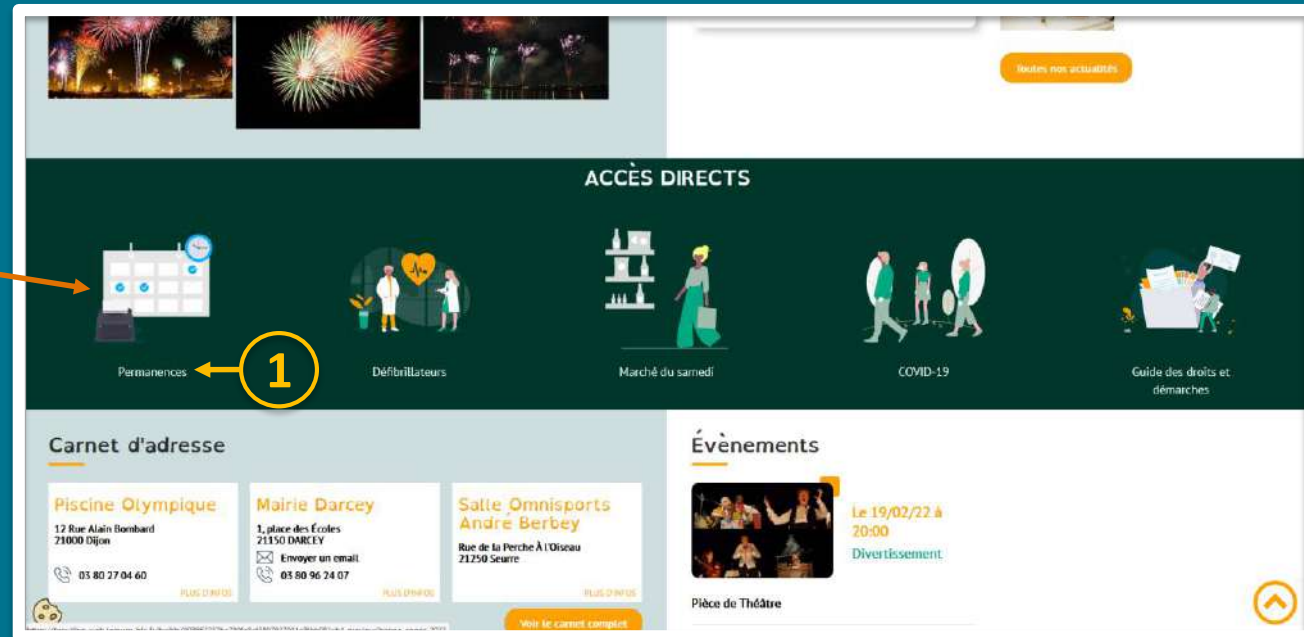 Toutes nos actualités
ACCÈS DIRECTS
Permanences
1
Défibrillateurs
Marché du samedi
COVID-19
Guide des droits et
démarches
Carnet d'adresse
Piscine Olympique
12 Rue Alain Bombard
21000 Dijon
03 80 27 04 60
PLUS D'INFOS
Mairie Darcey
1, place des Écoles
21150 DARCEY
Envoyer un email
03 80 96 24 07
PLUS D'INFOS
Salle Omnisports
André Berbey
Rue de la Perche À l'Oiseau
21250 Seurre
PLUS D'INFOS
Voir le carnet complet
Évènements
Le 19/02/22 à
20:00
Divertissement
Pièce de Théâtre